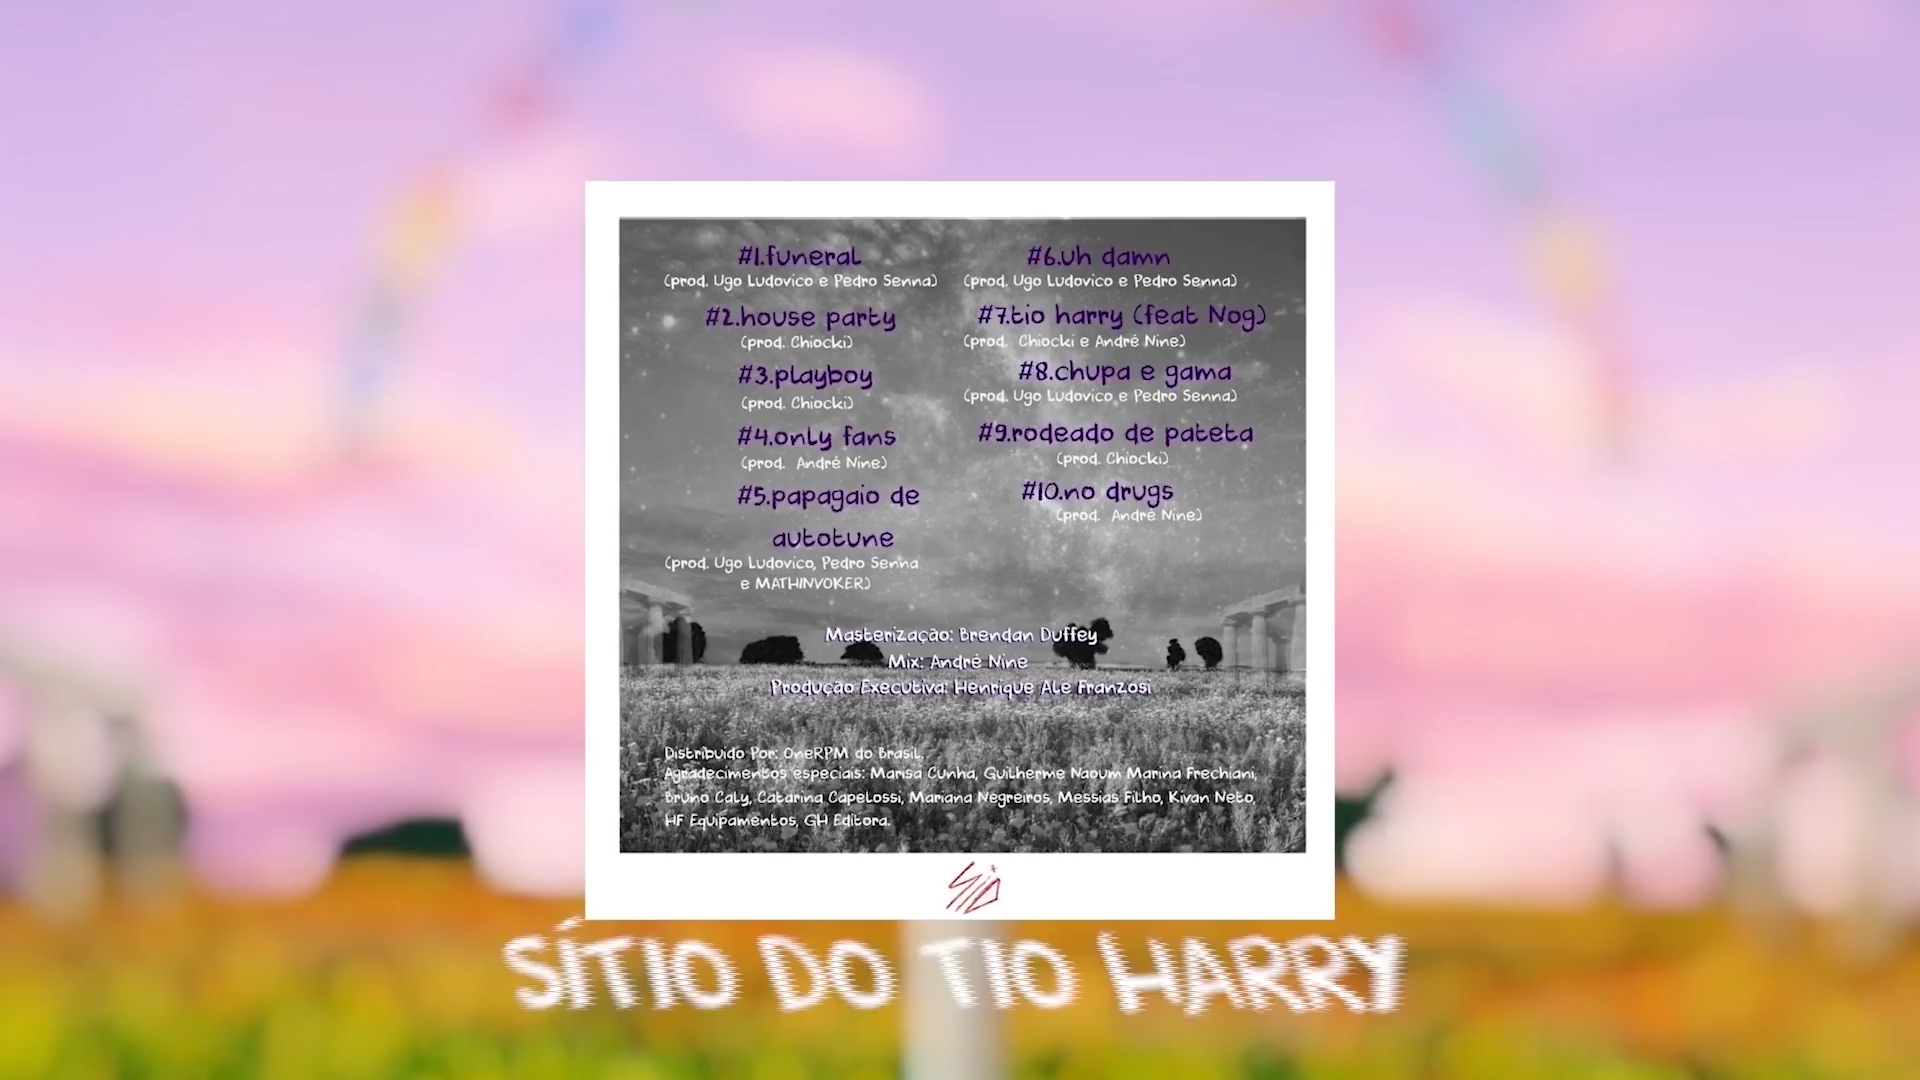 #1.funeral
(prod. Ugo Ludovico e Pedro Senna)
#2.house party
(prod. Chiocki)
#3.playboy
(prod. Chiocki)
#4.only fans
(prod. André Nine)
#5.papagaio de
autotune
(prod. Ugo Ludovico, Pedro Senna
e MATHINVOKER)
#6.uh damn
(prod. Ugo Ludovico e Pedro Senna)
#7.tio harry (feat Nog)
(prod. Chiocki e André Nine)
#8.chupa e gama
(prod. Ugo Ludovico e Pedro Senna)
#9.rodeado de pateta
(prod. Chiocki)
#10.no drugs
(prod. André Nine)
Masterização: Brendan Duffey
Mix: André Nine
Produção Executiva: Henrique Ale Franzosi
Distribuido Por: OneRPM do Brasil.
Agradecimentos especiais: Marisa Cunha, Guilherme Naoum Marina Frechiani,
Bruno Caly, Catarina Capelossi, Mariana Negreiros, Messias Filho, Kivan Neto,
HF Equipamentos, GH Editora.
SiD
SÍTIO DO TIO HARRY